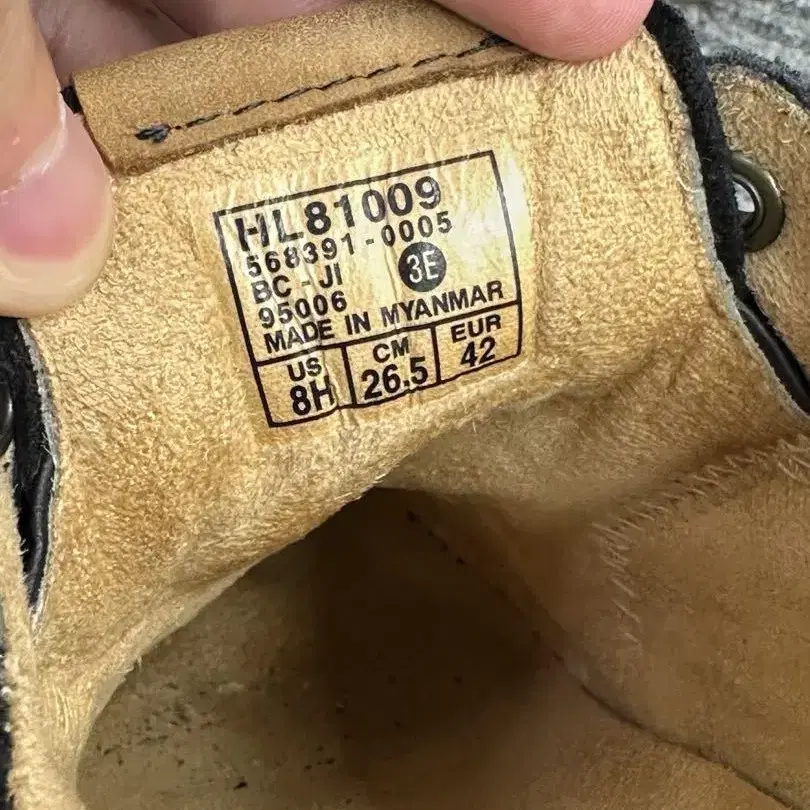 HL81009
568391-0005
BC - JI 3E
95006
MADE IN MYANMAR
US CM EUR
8H 26.5 42